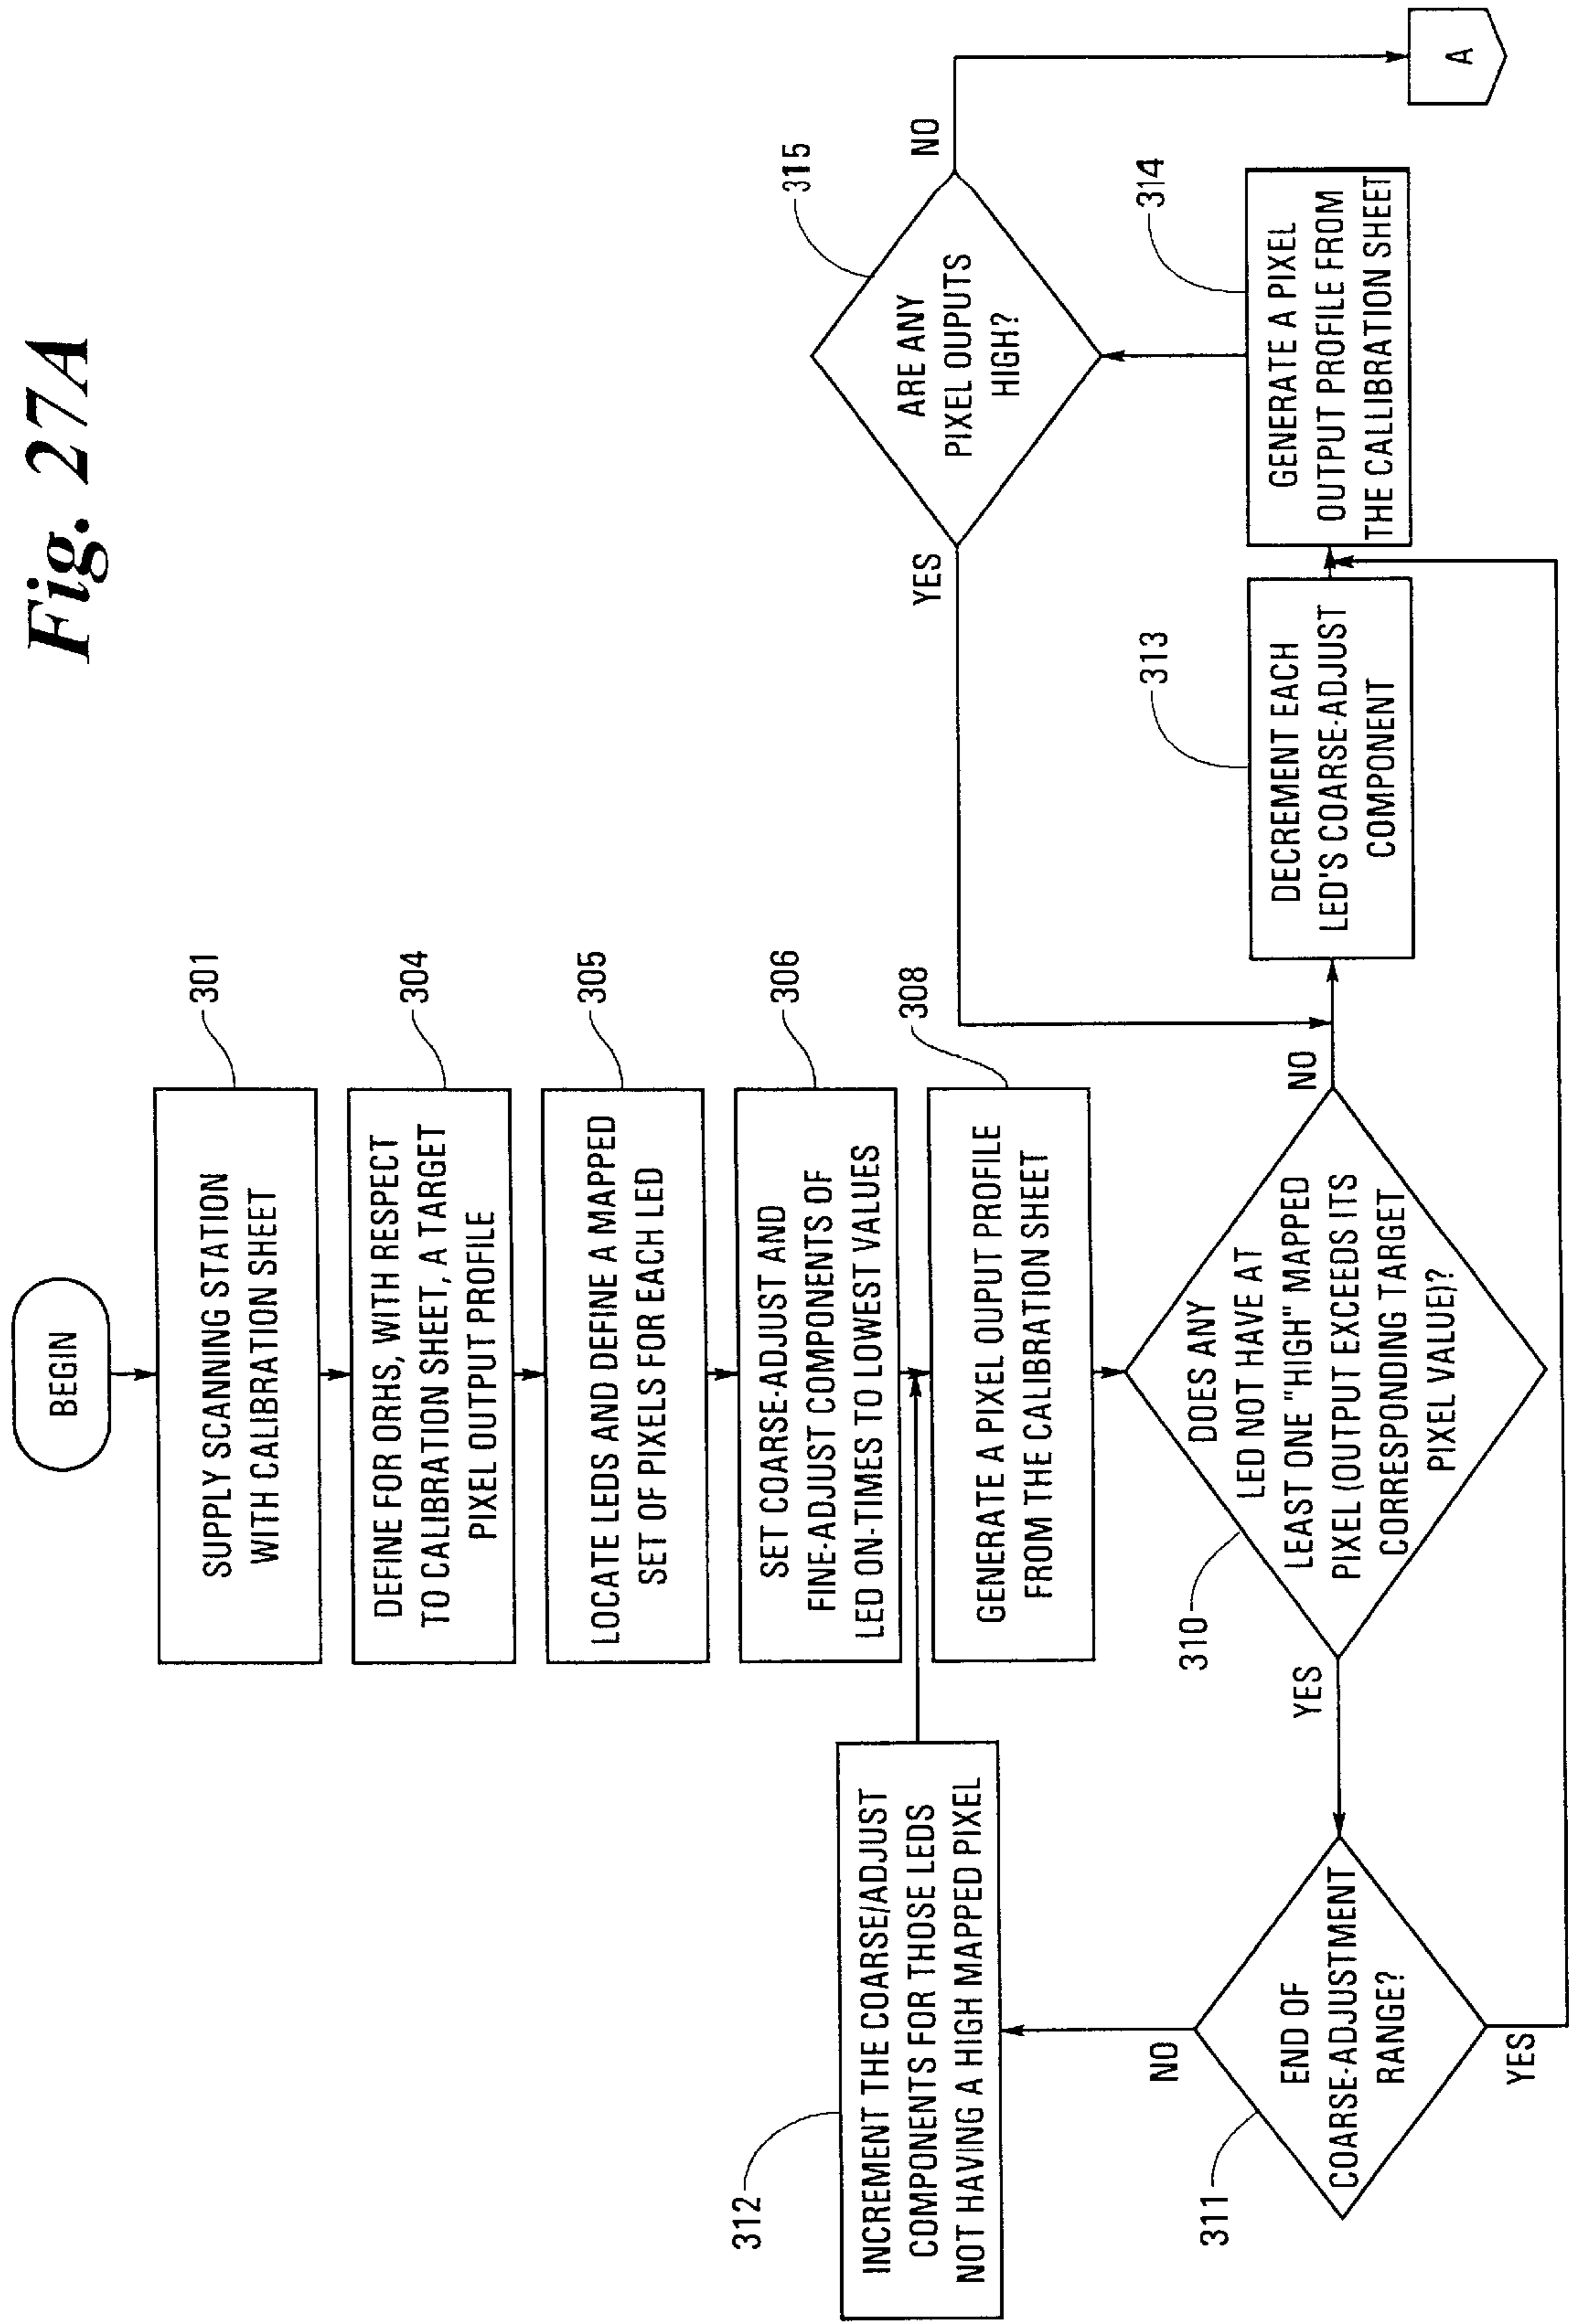 Fig. 27A
BEGIN
301
SUPPLY SCANNING STATION
WITH CALIBRATION SHEET
304
DEFINE FOR ORHS, WITH RESPECT
TO CALIBRATION SHEET, A TARGET
PIXEL OUTPUT PROFILE
305
LOCATE LEDS AND DEFINE A MAPPED
SET OF PIXELS FOR EACH LED
306
SET COARSE-ADJUST AND
FINE-ADJUST COMPONENTS OF
LED ON-TIMES TO LOWEST VALUES
308
GENERATE A PIXEL OUPUT PROFILE
FROM THE CALIBRATION SHEET
310
DOES ANY
LED NOT HAVE AT
LEAST ONE "HIGH" MAPPED
PIXEL (OUTPUT EXCEEDS ITS
CORRESPONDING TARGET
PIXEL VALUE)?
YES
NO
311
END OF
COARSE-ADJUSTMENT
RANGE?
NO
YES
312
INCREMENT THE COARSE/ADJUST
COMPONENTS FOR THOSE LEDS
NOT HAVING A HIGH MAPPED PIXEL
313
DECREMENT EACH
LED'S COARSE-ADJUST
COMPONENT
314
GENERATE A PIXEL
OUTPUT PROFILE FROM
THE CALLIBRATION SHEET
315
ARE ANY
PIXEL OUPUTS
HIGH?
YES
NO
A